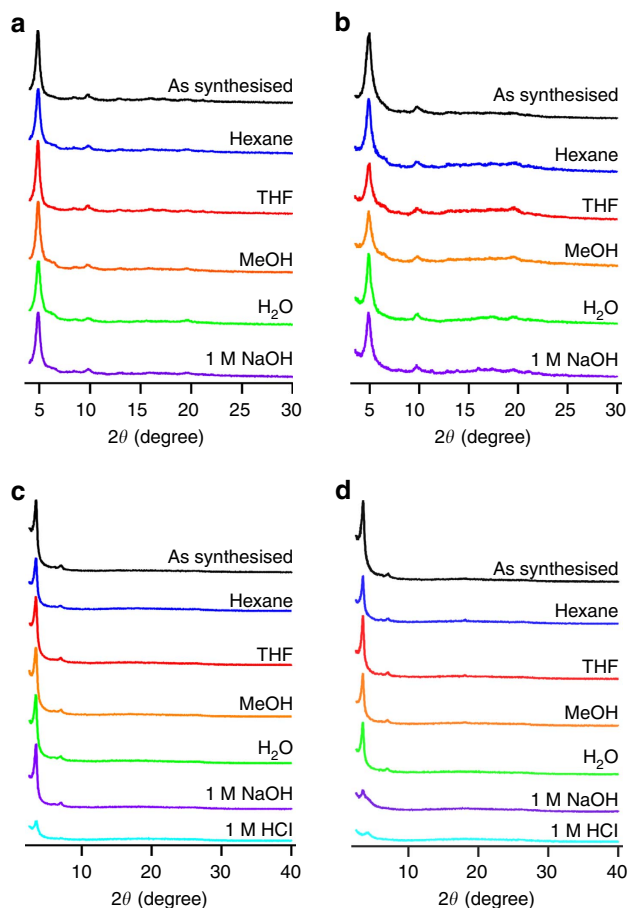 a
As synthesised
Hexane
THF
MeOH
H₂O
1 M NaOH
5 10 15 20 25 30
2θ (degree)
b
As synthesised
Hexane
THF
MeOH
H₂O
1 M NaOH
5 10 15 20 25 30
2θ (degree)
c
As synthesised
Hexane
THF
MeOH
H₂O
1 M NaOH
1 M HCl
10 20 30 40
2θ (degree)
d
As synthesised
Hexane
THF
MeOH
H₂O
1 M NaOH
1 M HCl
10 20 30 40
2θ (degree)